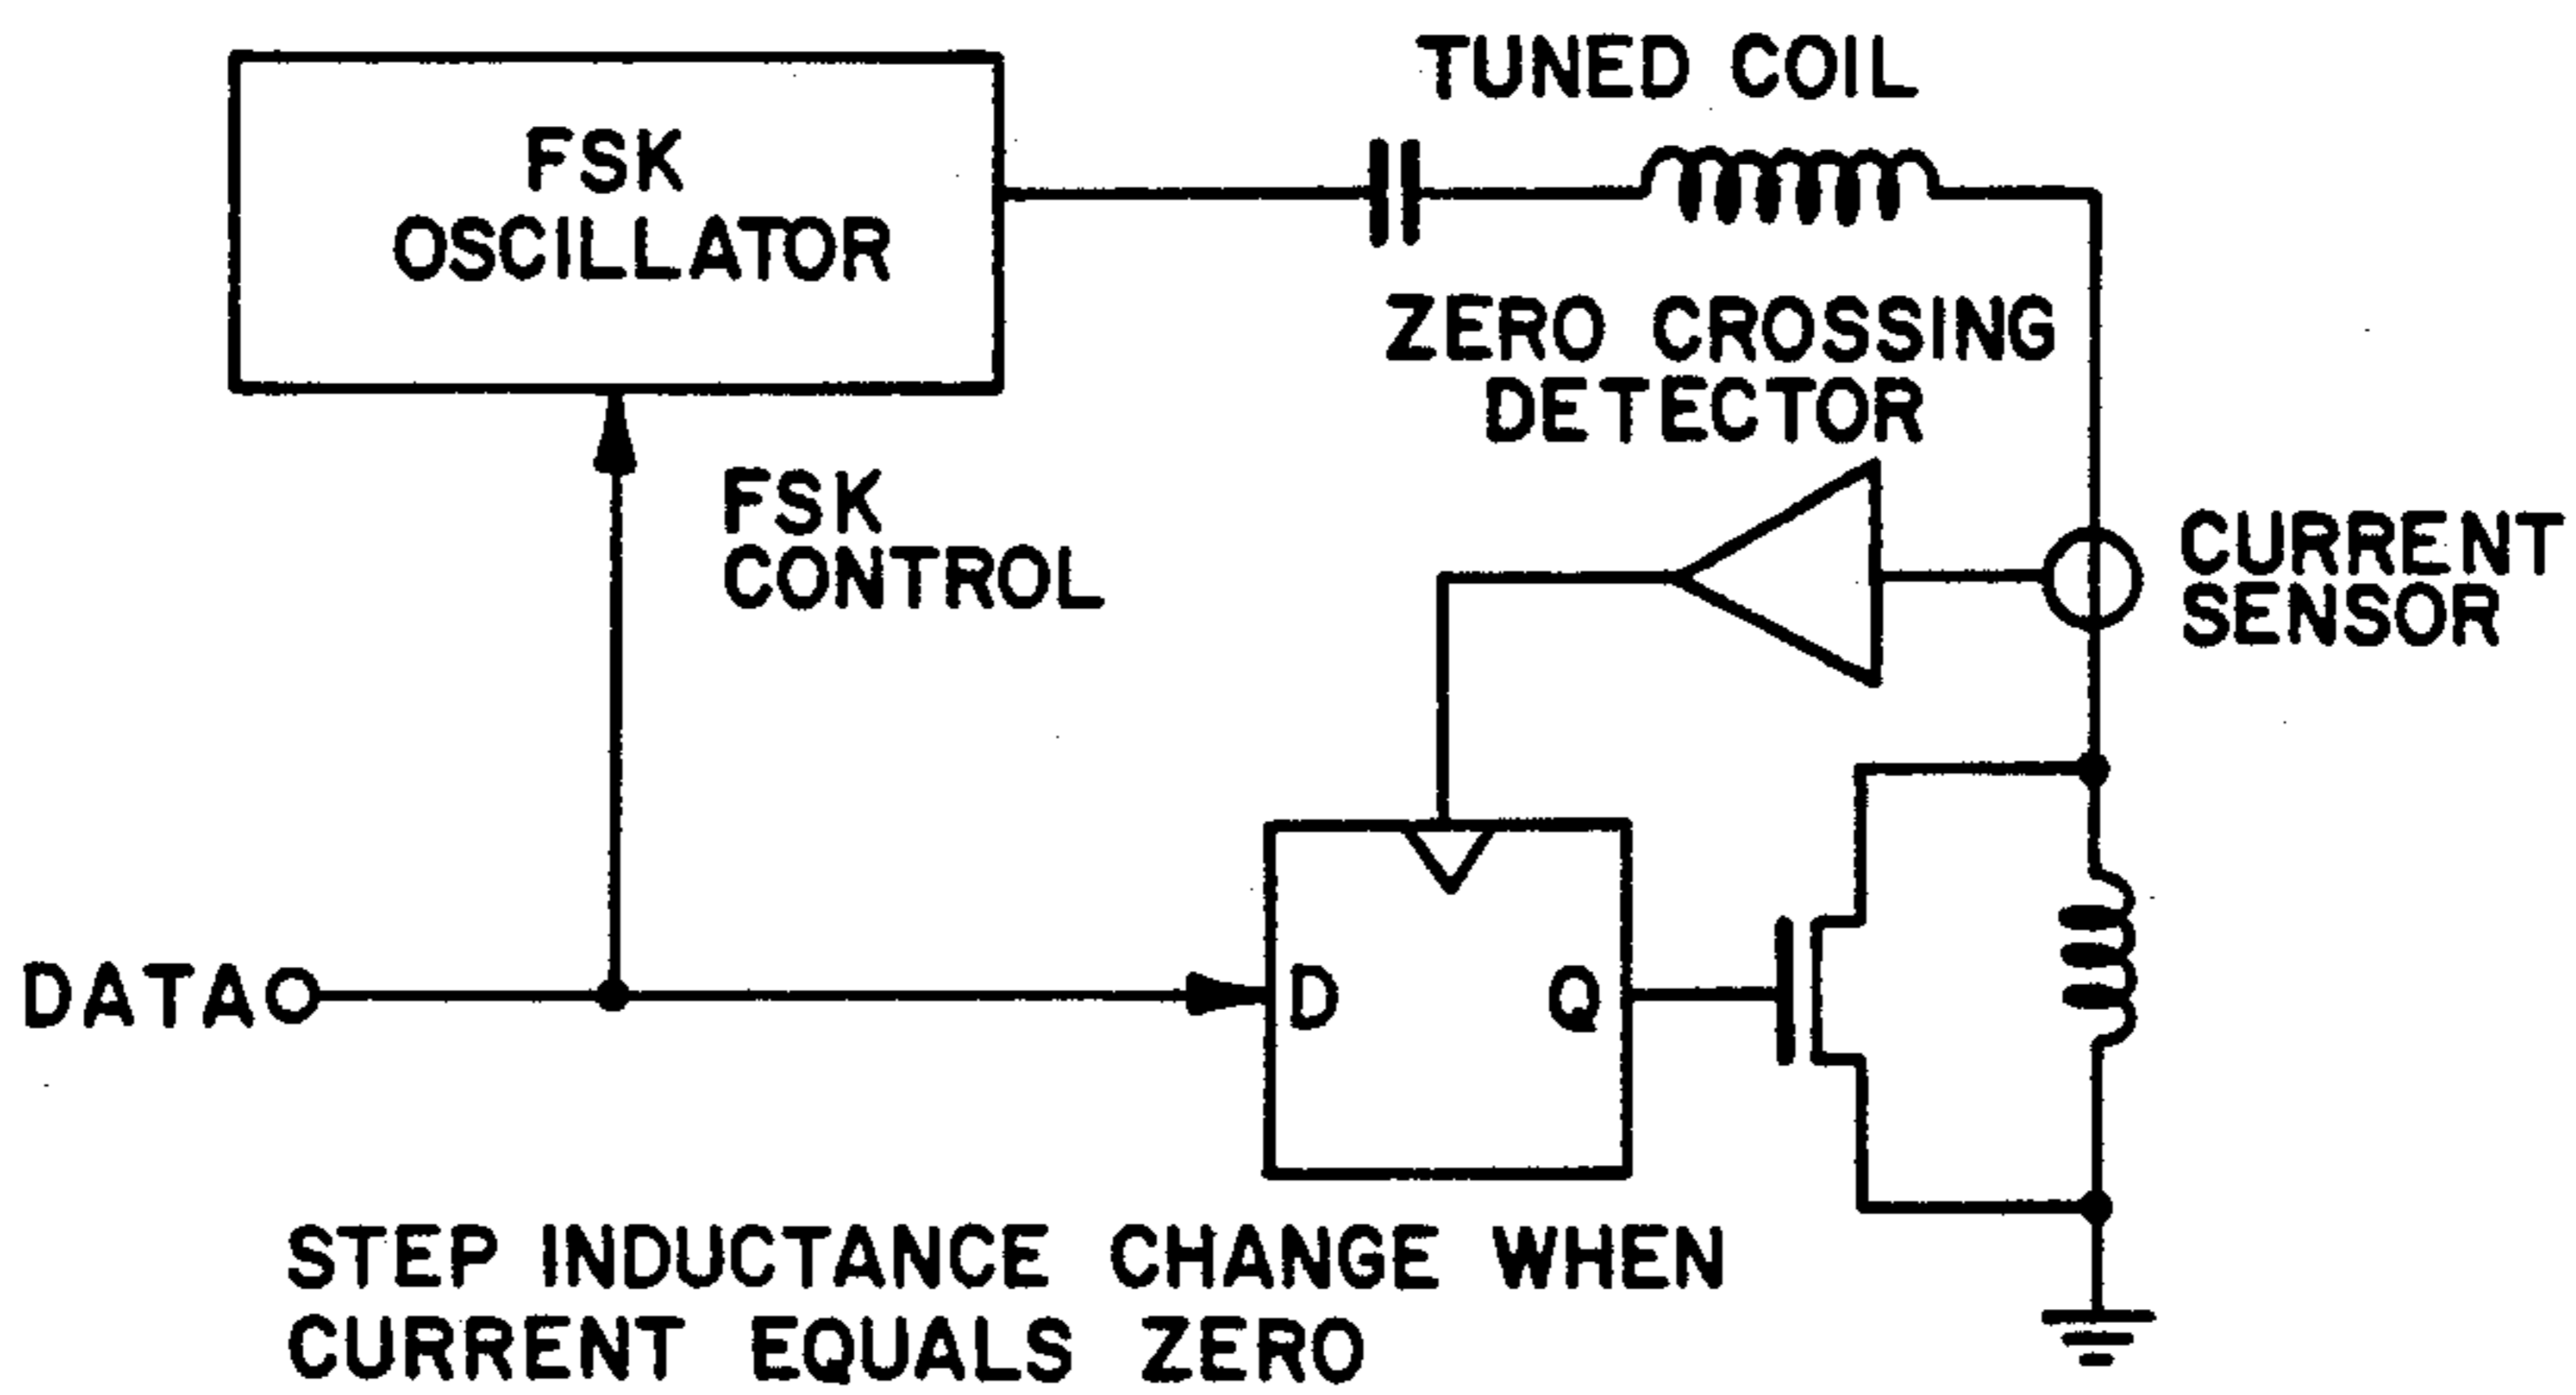 TUNED COIL
FSK
OSCILLATOR
ZERO CROSSING
DETECTOR
FSK
CONTROL
CURRENT
SENSOR
DATA
D
Q
STEP INDUCTANCE CHANGE WHEN
CURRENT EQUALS ZERO